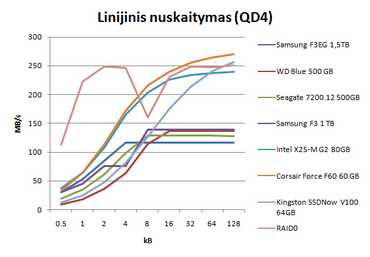 Linijinis nuskaitymas (QD4)
MB/s
300
250
200
150
100
50
0
0.5 1 2 4 8 16 32 64 128
kB
Samsung F3EG 1,5TB
WD Blue 500 GB
Seagate 7200.12 500GB
Samsung F3 1 TB
Intel X25-M G2 80GB
Corsair Force F60 60 GB
Kingston SSDNow V100
64GB
RAID0